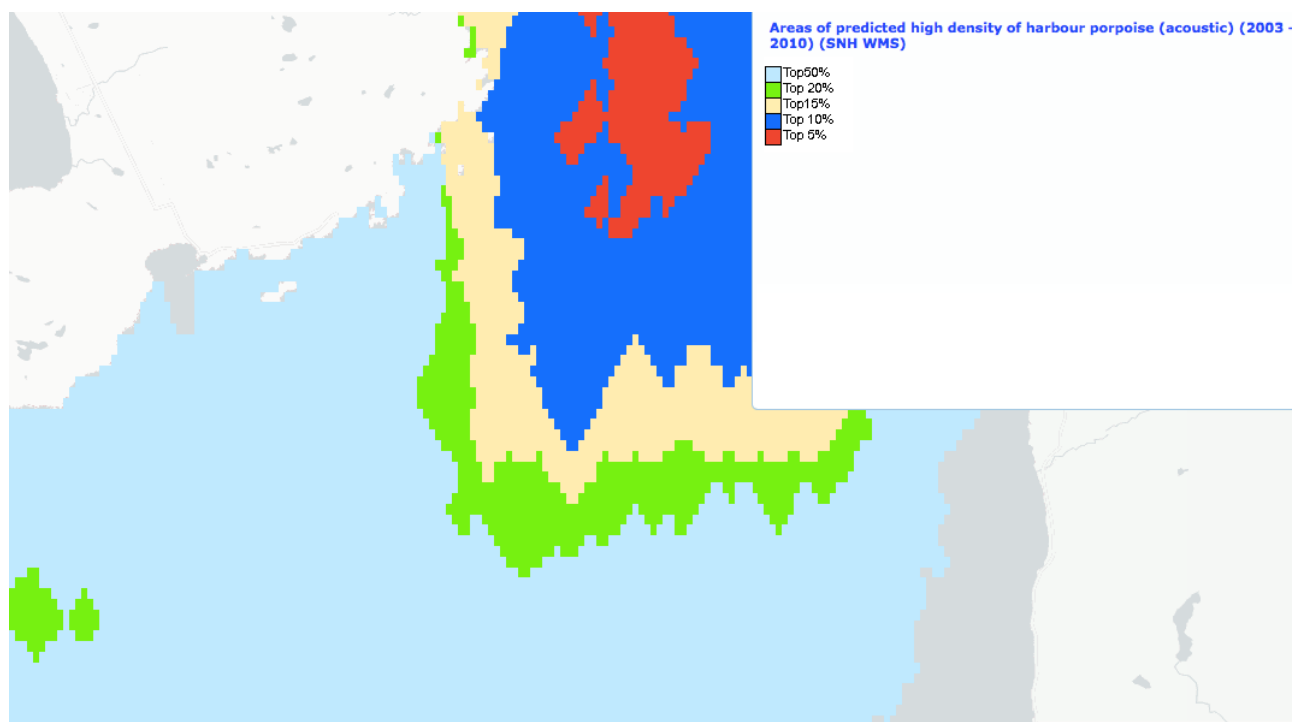 Areas of predicted high density of harbour porpoise (acoustic) (2003 -
2010) (SNH WMS)
Top50%
Top 20%
Top15%
Top 10%
Top 5%